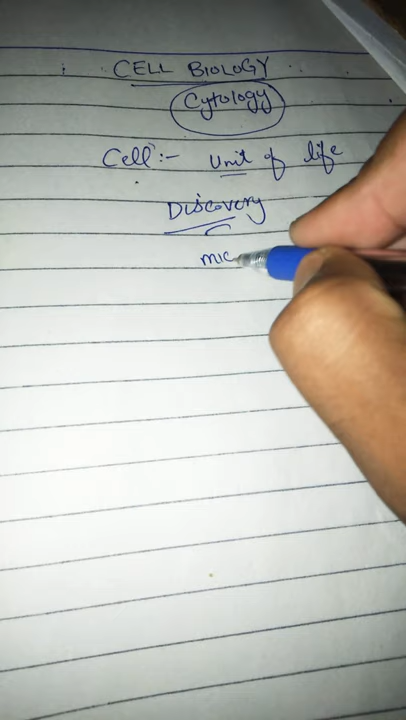 CELL BIOLOGY
Cytology
Cell:- Unit of life
Discovery
mic